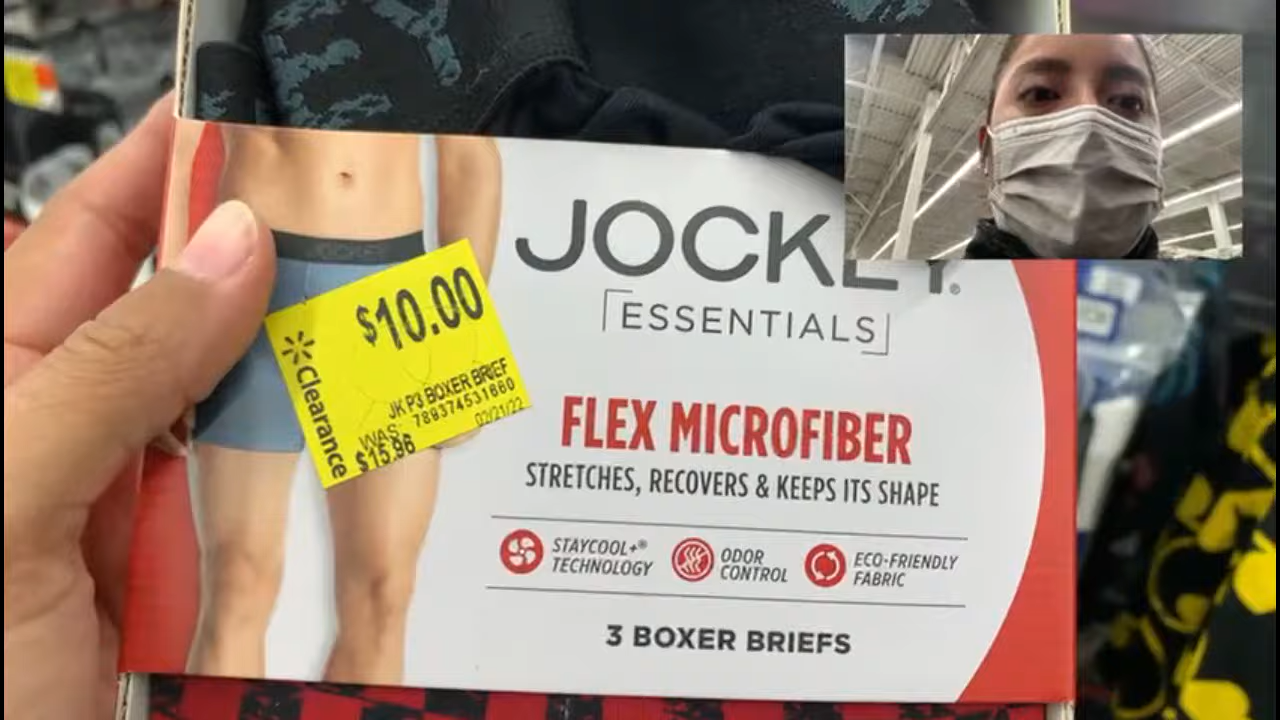 JOCKEY®
ESSENTIALS
$10.00
Clearance
JK P3 BOXER BRIEF
789374531660
WAS:
$15.96
02/21/22
FLEX MICROFIBER
STRETCHES, RECOVERS & KEEPS ITS SHAPE
STAYCOOL+®
TECHNOLOGY
ODOR
CONTROL
ECO-FRIENDLY
FABRIC
3 BOXER BRIEFS